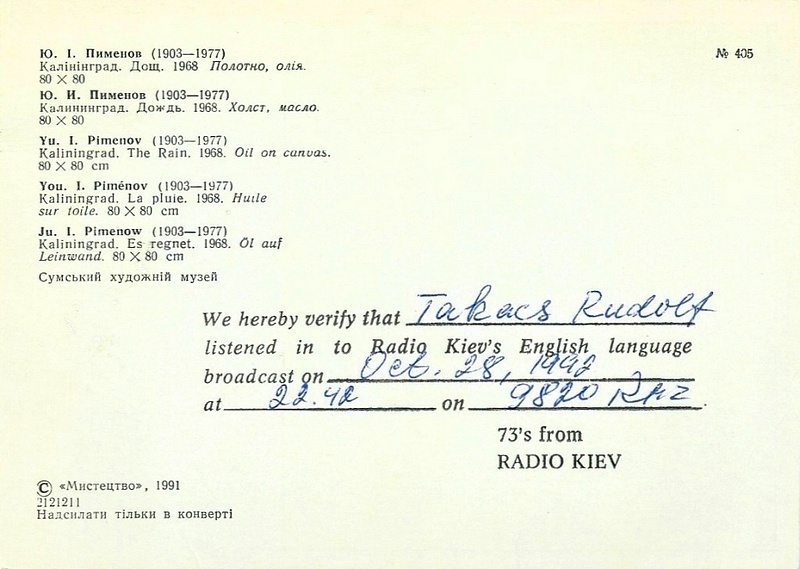 Ю. І. Пименов (1903—1977)
Калінінград. Дощ. 1968 Полотно, олія.
80 × 80
Ю. И. Пименов (1903—1977)
Калининград. Дождь. 1968. Холст, масло.
80 × 80
Yu. I. Pimenov (1903—1977)
Kaliningrad. The Rain. 1968. Oil on canvas.
80 × 80 cm
You. I. Piménov (1903—1977)
Kaliningrad. La pluie. 1968. Huile
sur toile. 80 × 80 cm
Ju. I. Pimenow (1903—1977)
Kaliningrad. Es regnet. 1968. Öl auf
Leinwand. 80 × 80 cm
Сумський художній музей
№ 405
We hereby verify that Takacs Rudolf
listened in to Radio Kiev's English language
broadcast on Oct. 28, 1992
at 22.42 on 9820 kHz.
73's from
RADIO KIEV
© «Мистецтво», 1991
2121211
Надсилати тільки в конверті